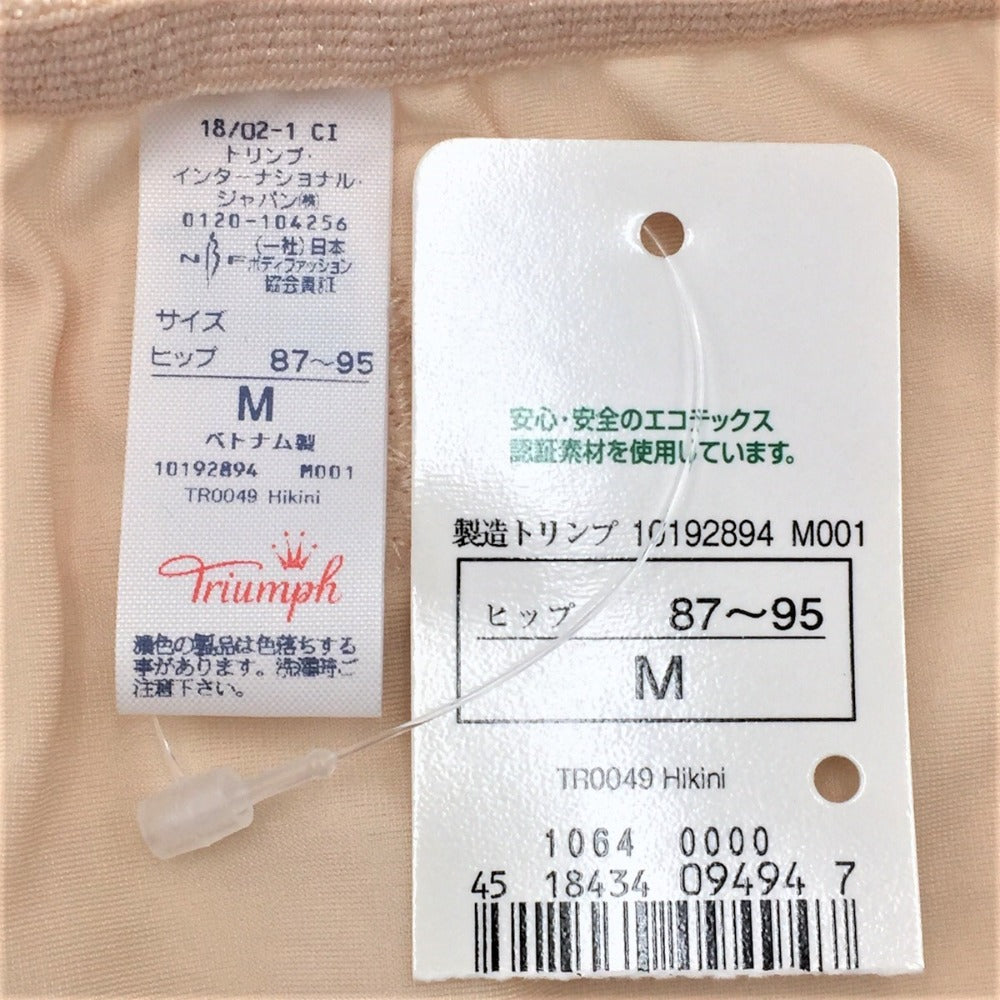 18/02-1 CI
トリンプ・
インターナショナル・
ジャパン㈱
0120-104256
N F (一社)日本
ボディファッション
協会賛証
サイズ
ヒップ 87〜95
M
ベトナム製
10192894 M001
TR0049 Hikini
Triumph
濃色の製品は色落ちする
事があります。洗濯時ご
注意下さい。
安心・安全のエコテックス
認証素材を使用しています。
製造トリンプ 10192894 M001
ヒップ 87〜95
M
TR0049 Hikini
1064 0000
45 18434 09494 7